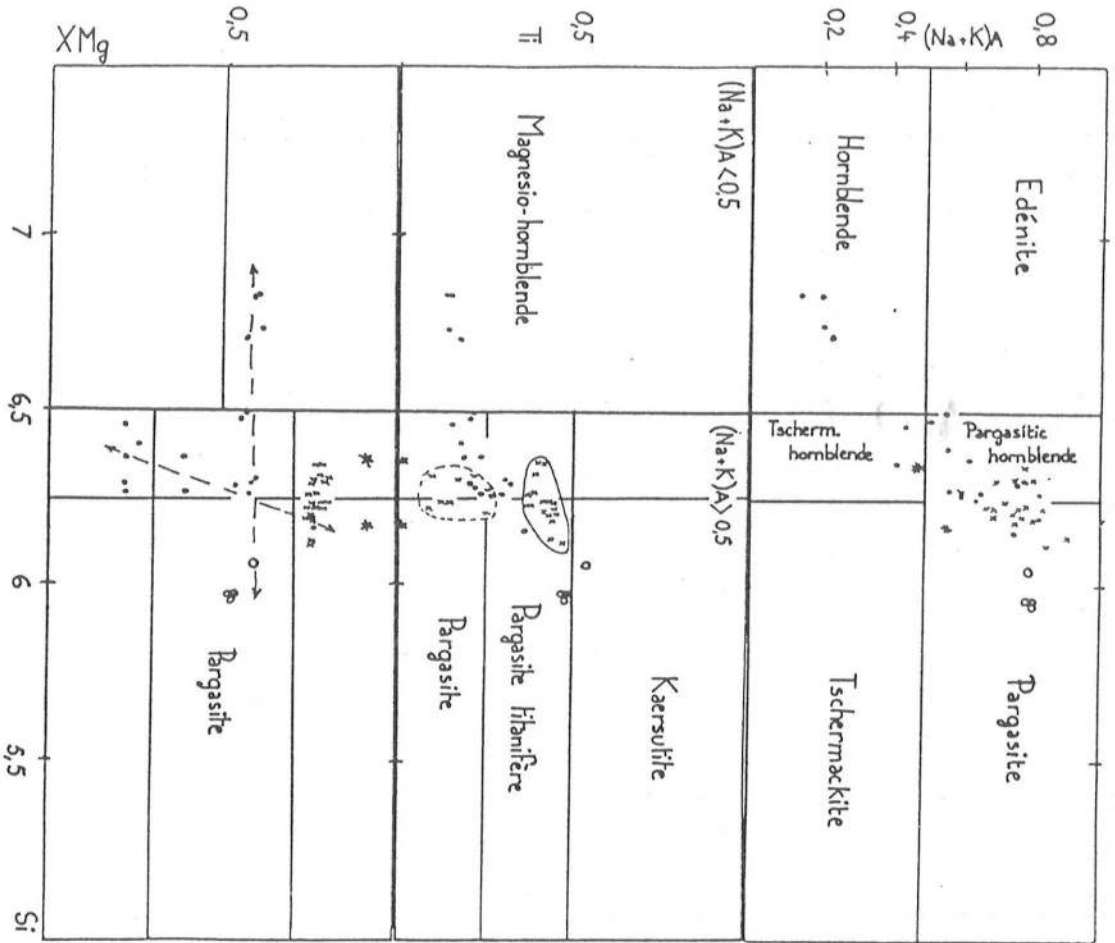 (Na+K)A
0,8
0,4
0,2
Edénite
Pargasitic
hornblende
Pargasite
Hornblende
Tscherm.
hornblende
Tschermackite
Ti
0,5
(Na+K)A<0,5
(Na+K)A>0,5
Magnesio-hornblende
Kaersutite
Pargasite titanifère
Pargasite
XMg
0,5
Pargasite
7
6,5
6
5,5
Si